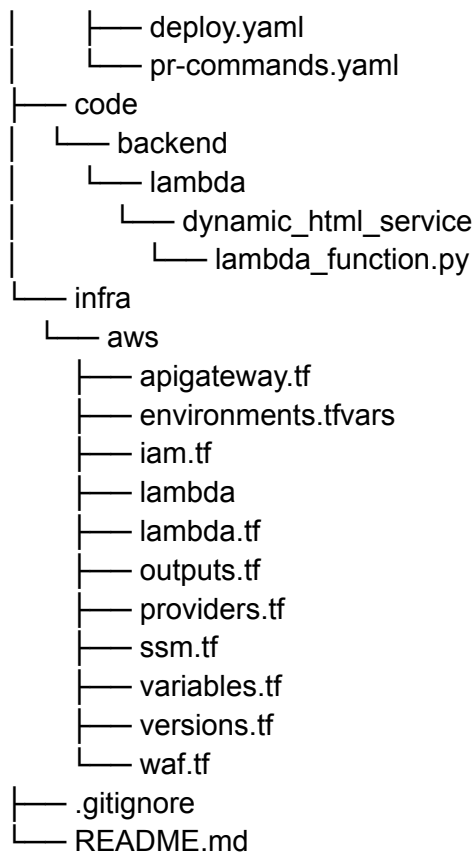 │       ├── deploy.yaml
│       └── pr-commands.yaml
├── code
│   └── backend
│       └── lambda
│           └── dynamic_html_service
│               └── lambda_function.py
└── infra
    └── aws
        ├── apigateway.tf
        ├── environments.tfvars
        ├── iam.tf
        ├── lambda
        ├── lambda.tf
        ├── outputs.tf
        ├── providers.tf
        ├── ssm.tf
        ├── variables.tf
        ├── versions.tf
        └── waf.tf
├── .gitignore
└── README.md